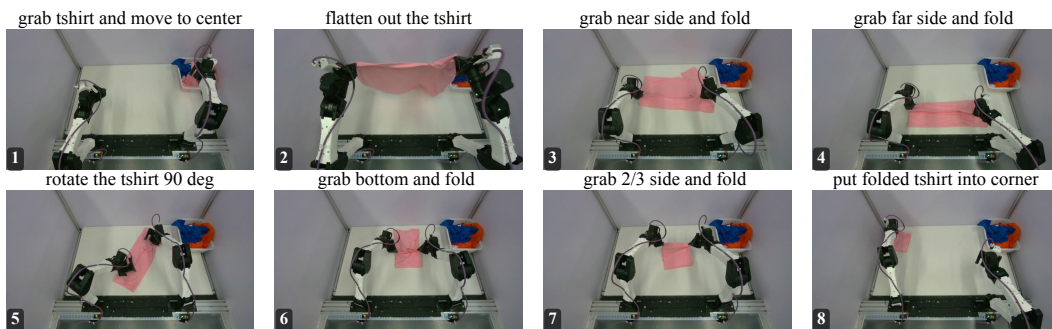 grab tshirt and move to center
flatten out the tshirt
grab near side and fold
grab far side and fold
1
2
3
4
rotate the tshirt 90 deg
grab bottom and fold
grab 2/3 side and fold
put folded tshirt into corner
5
6
7
8